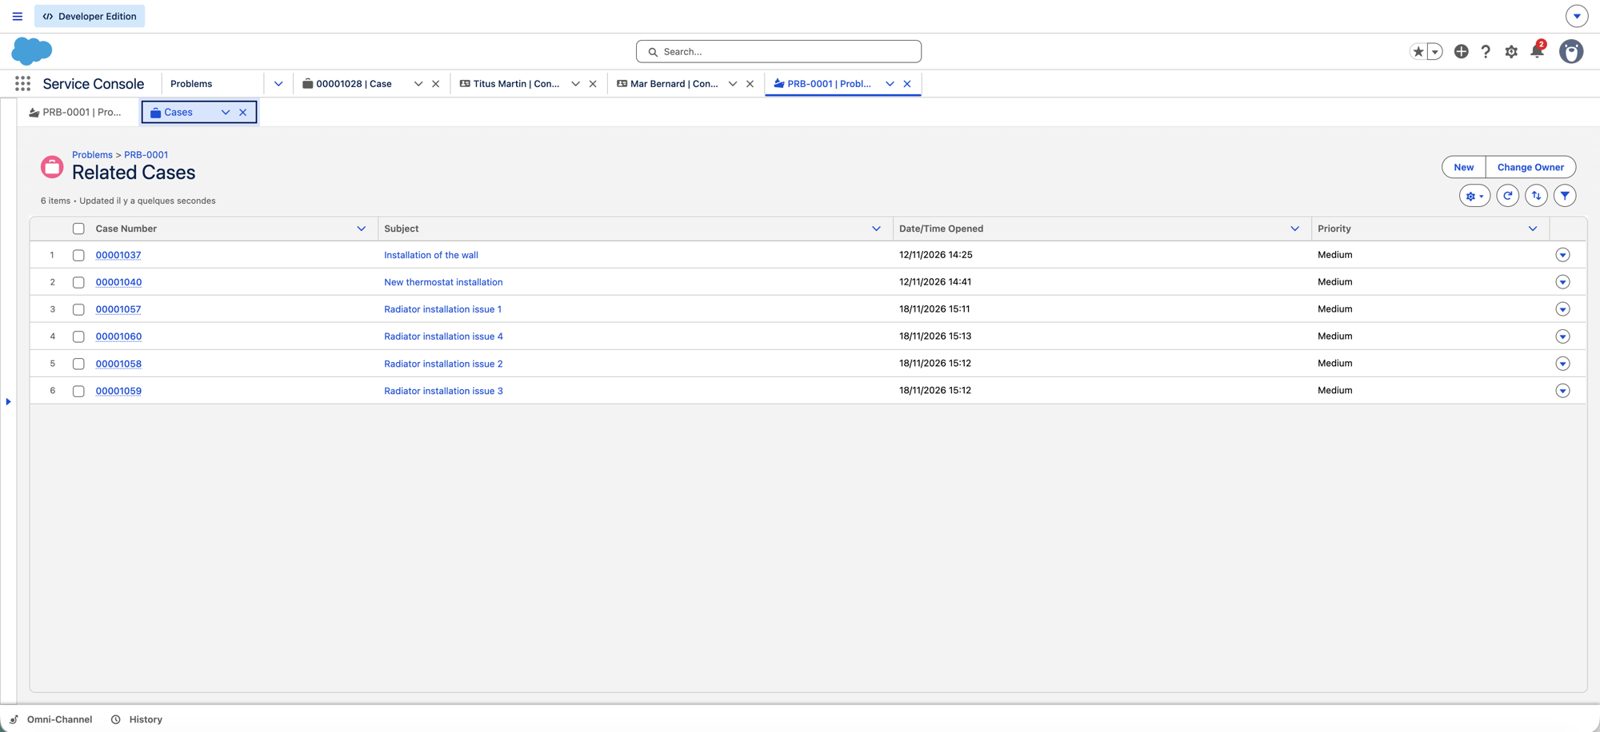 Developer Edition
Search...
2
Service Console
Problems
00001028 | Case
Titus Martin | Con...
Mar Bernard | Con...
PRB-0001 | Probl...
PRB-0001 | Pro...
Cases
Problems > PRB-0001
Related Cases
New
Change Owner
6 items • Updated il y a quelques secondes
Case Number Subject Date/Time Opened Priority
1 00001037 Installation of the wall 12/11/2026 14:25 Medium
2 00001040 New thermostat installation 12/11/2026 14:41 Medium
3 00001057 Radiator installation issue 1 18/11/2026 15:11 Medium
4 00001060 Radiator installation issue 4 18/11/2026 15:13 Medium
5 00001058 Radiator installation issue 2 18/11/2026 15:12 Medium
6 00001059 Radiator installation issue 3 18/11/2026 15:12 Medium
Omni-Channel
History